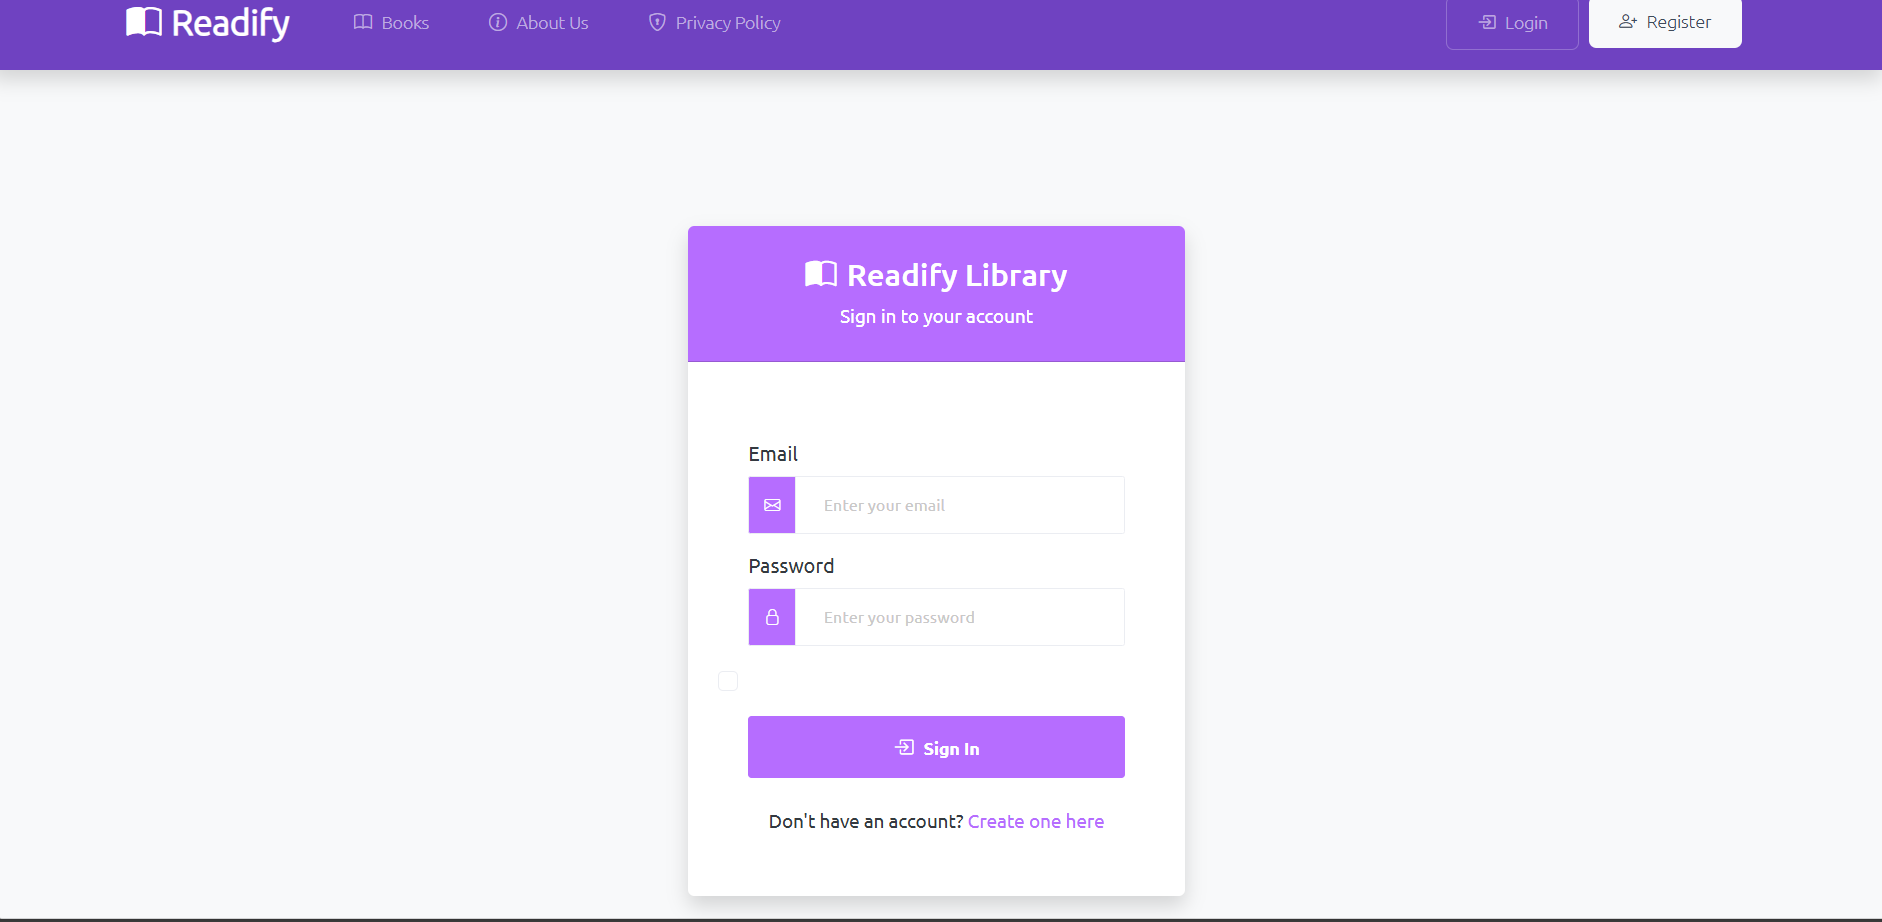 Readify Books About Us Privacy Policy Login Register
Readify Library
Sign in to your account
Email
Enter your email
Password
Enter your password
Sign In
Don't have an account? Create one here